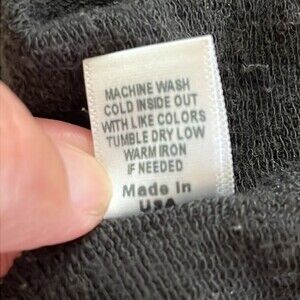 MACHINE WASH
COLD INSIDE OUT
WITH LIKE COLORS
TUMBLE DRY LOW
WARM IRON
IF NEEDED
Made in
USA